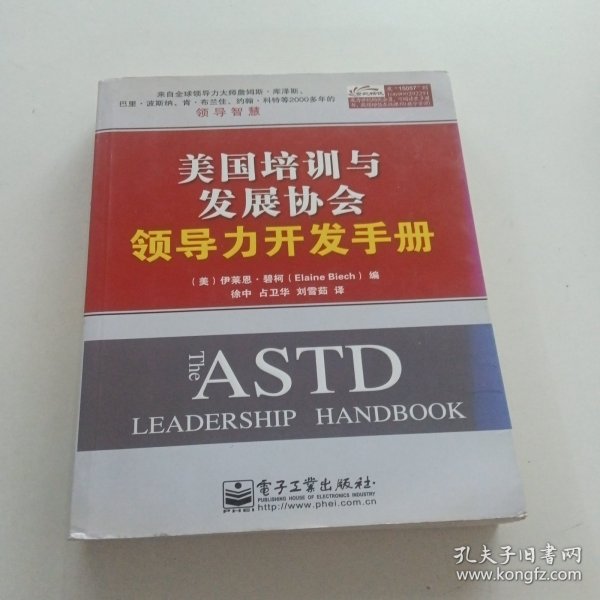 来自全球领导力大师詹姆斯·库泽斯、
巴里·波斯纳、肯·布兰佳、约翰·科特等2000多年的
领导智慧
美国培训与
发展协会
领导力开发手册
（美）伊莱恩·碧柯（Elaine Biech）编
徐中 占卫华 刘雪茹 译
The ASTD
LEADERSHIP HANDBOOK
電子工業出版社·
PUBLISHING HOUSE OF ELECTRONICS INDUSTRY
PHEI
http://www.phei.com.cn
孔夫子旧书网
www.kongfz.com